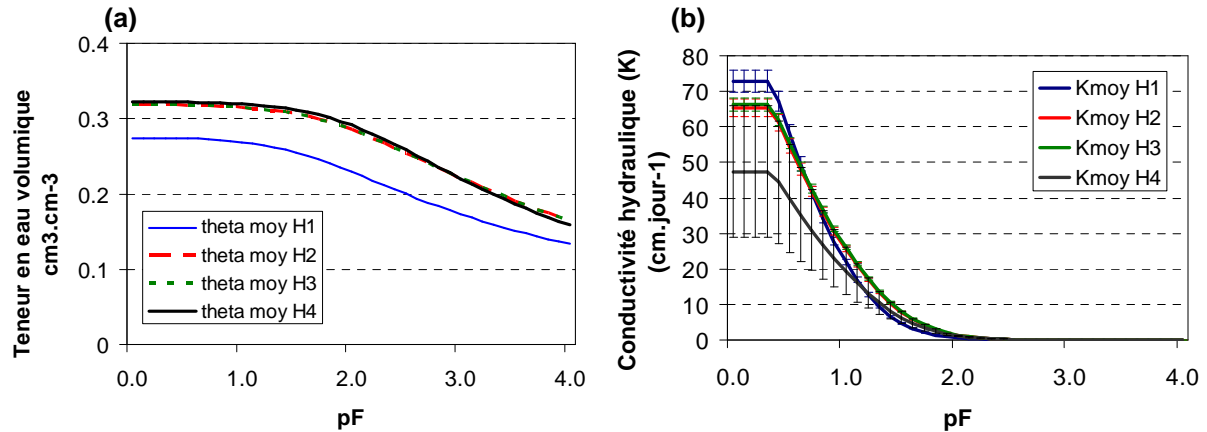 (a)
Teneur en eau volumique
cm3.cm-3
0.4
0.3
0.2
0.1
0
theta moy H1
theta moy H2
theta moy H3
theta moy H4
0.0 1.0 2.0 3.0 4.0
pF
(b)
Conductivité hydraulique (K)
(cm.jour-1)
80
70
60
50
40
30
20
10
0
Kmoy H1
Kmoy H2
Kmoy H3
Kmoy H4
0.0 1.0 2.0 3.0 4.0
pF